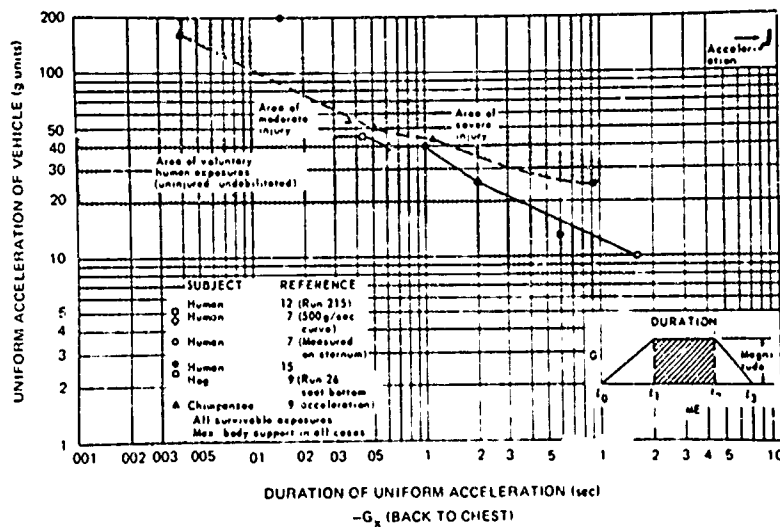 200
100
50
40
30
20
10
5
4
3
2
1
UNIFORM ACCELERATION OF VEHICLE (g units)
Acceler-
ation
Area of
moderate
injury
Area of
severe
injury
Area of voluntary
human exposures
(uninjured undebilitated)
SUBJECT REFERENCE
Human 12 (Run 215)
Human 7 (500g/sec
curve)
Human 7 (Measured
on sternum)
Human 15
Hog 9 (Run 26
seat bottom
acceleration)
Chimpanzee 9
All survivable exposures
Max body support in all cases
DURATION
G
Magni
tude
t0 t1 t2 t3
001 002 003 005 01 02 03 05 1 2 3 5 1 2 3 4 5 10
DURATION OF UNIFORM ACCELERATION (sec)
-Gx (BACK TO CHEST)